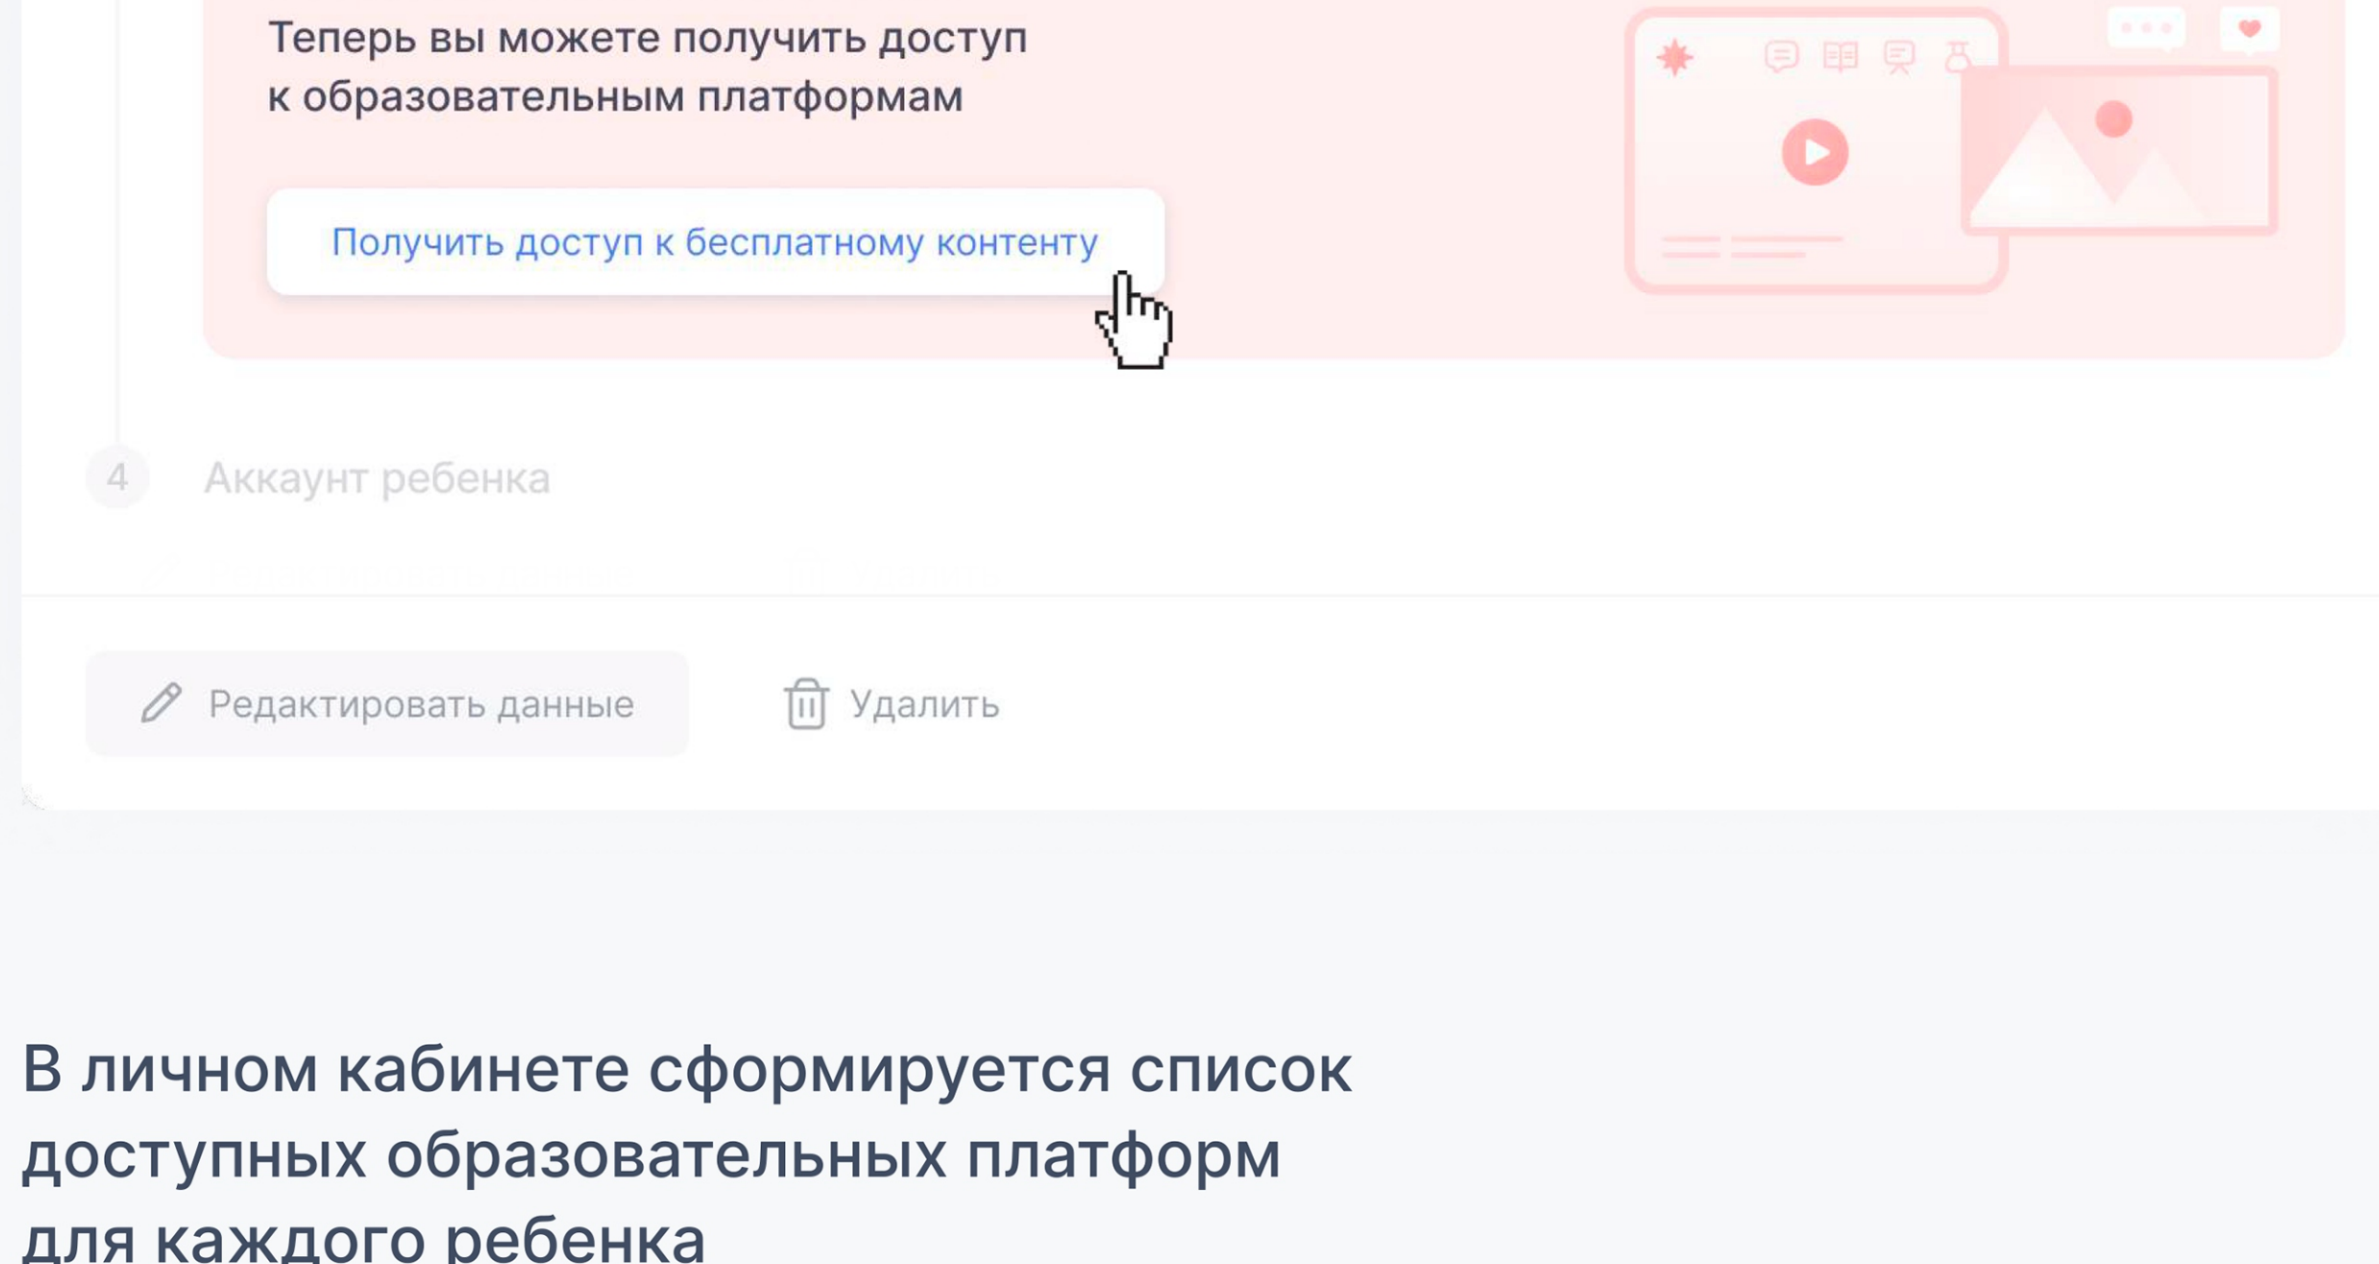 Теперь вы можете получить доступ
к образовательным платформам
Получить доступ к бесплатному контенту
4 Аккаунт ребенка
Редактировать данные Удалить
В личном кабинете сформируется список
доступных образовательных платформ
для каждого ребенка